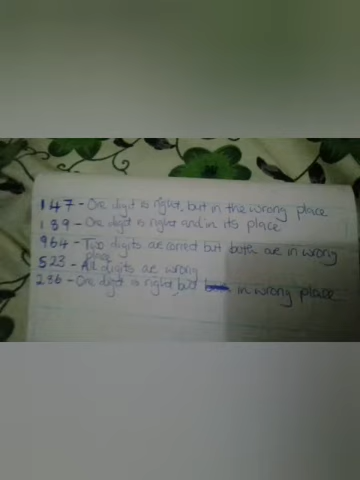 147 - One digit is right, but in the wrong place
189 - One digit is right and in its place
964 - Two digits are correct but both are in wrong
place
523 - All digits are wrong
286 - One digit is right, but in wrong place